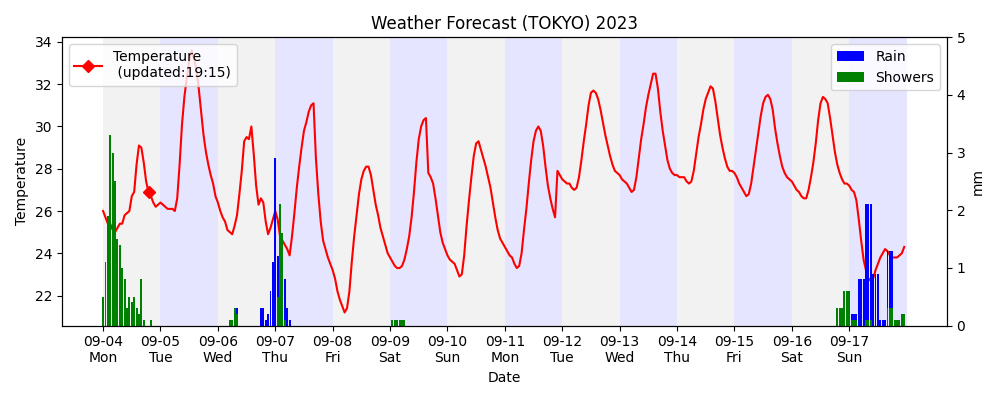 Weather Forecast (TOKYO) 2023
Temperature
(updated:19:15)
Rain
Showers
34
32
30
28
26
24
22
Temperature
5
4
3
2
1
0
mm
09-04 09-05 09-06 09-07 09-08 09-09 09-10 09-11 09-12 09-13 09-14 09-15 09-16 09-17
Mon Tue Wed Thu Fri Sat Sun Mon Tue Wed Thu Fri Sat Sun
Date